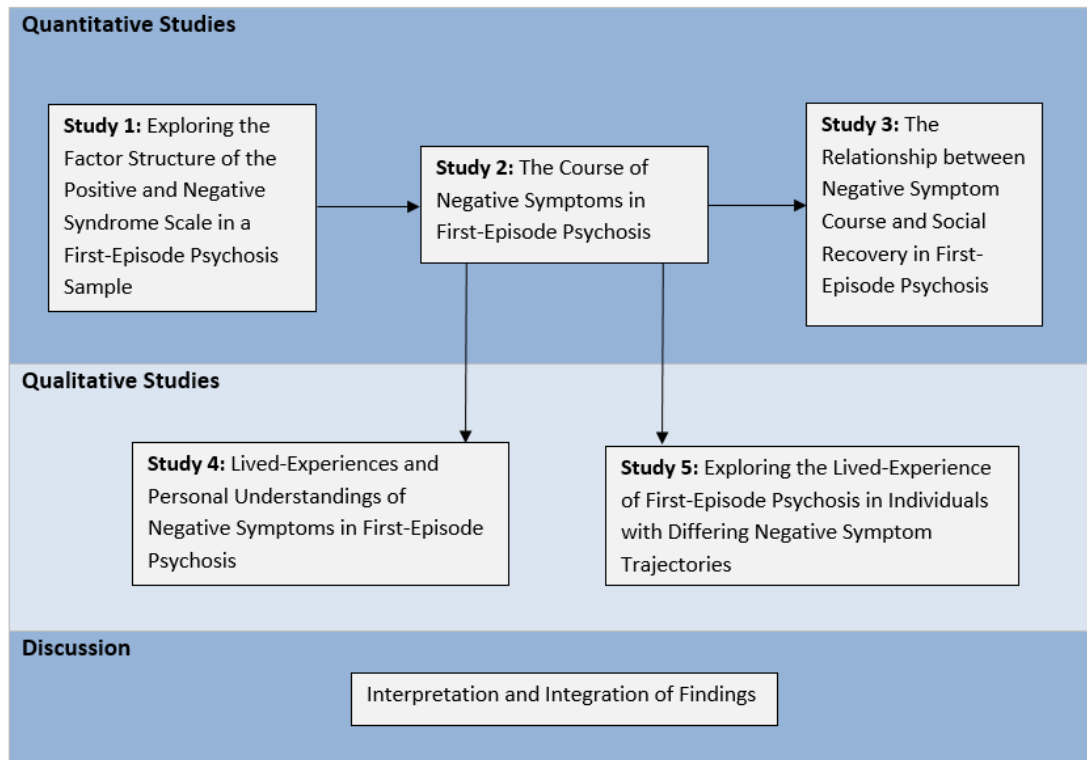 Quantitative Studies
Study 1: Exploring the
Factor Structure of the
Positive and Negative
Syndrome Scale in a
First-Episode Psychosis
Sample
Study 2: The Course of
Negative Symptoms in
First-Episode Psychosis
Study 3: The
Relationship between
Negative Symptom
Course and Social
Recovery in First-
Episode Psychosis
Qualitative Studies
Study 4: Lived-Experiences and
Personal Understandings of
Negative Symptoms in First-Episode
Psychosis
Study 5: Exploring the Lived-Experience
of First-Episode Psychosis in Individuals
with Differing Negative Symptom
Trajectories
Discussion
Interpretation and Integration of Findings